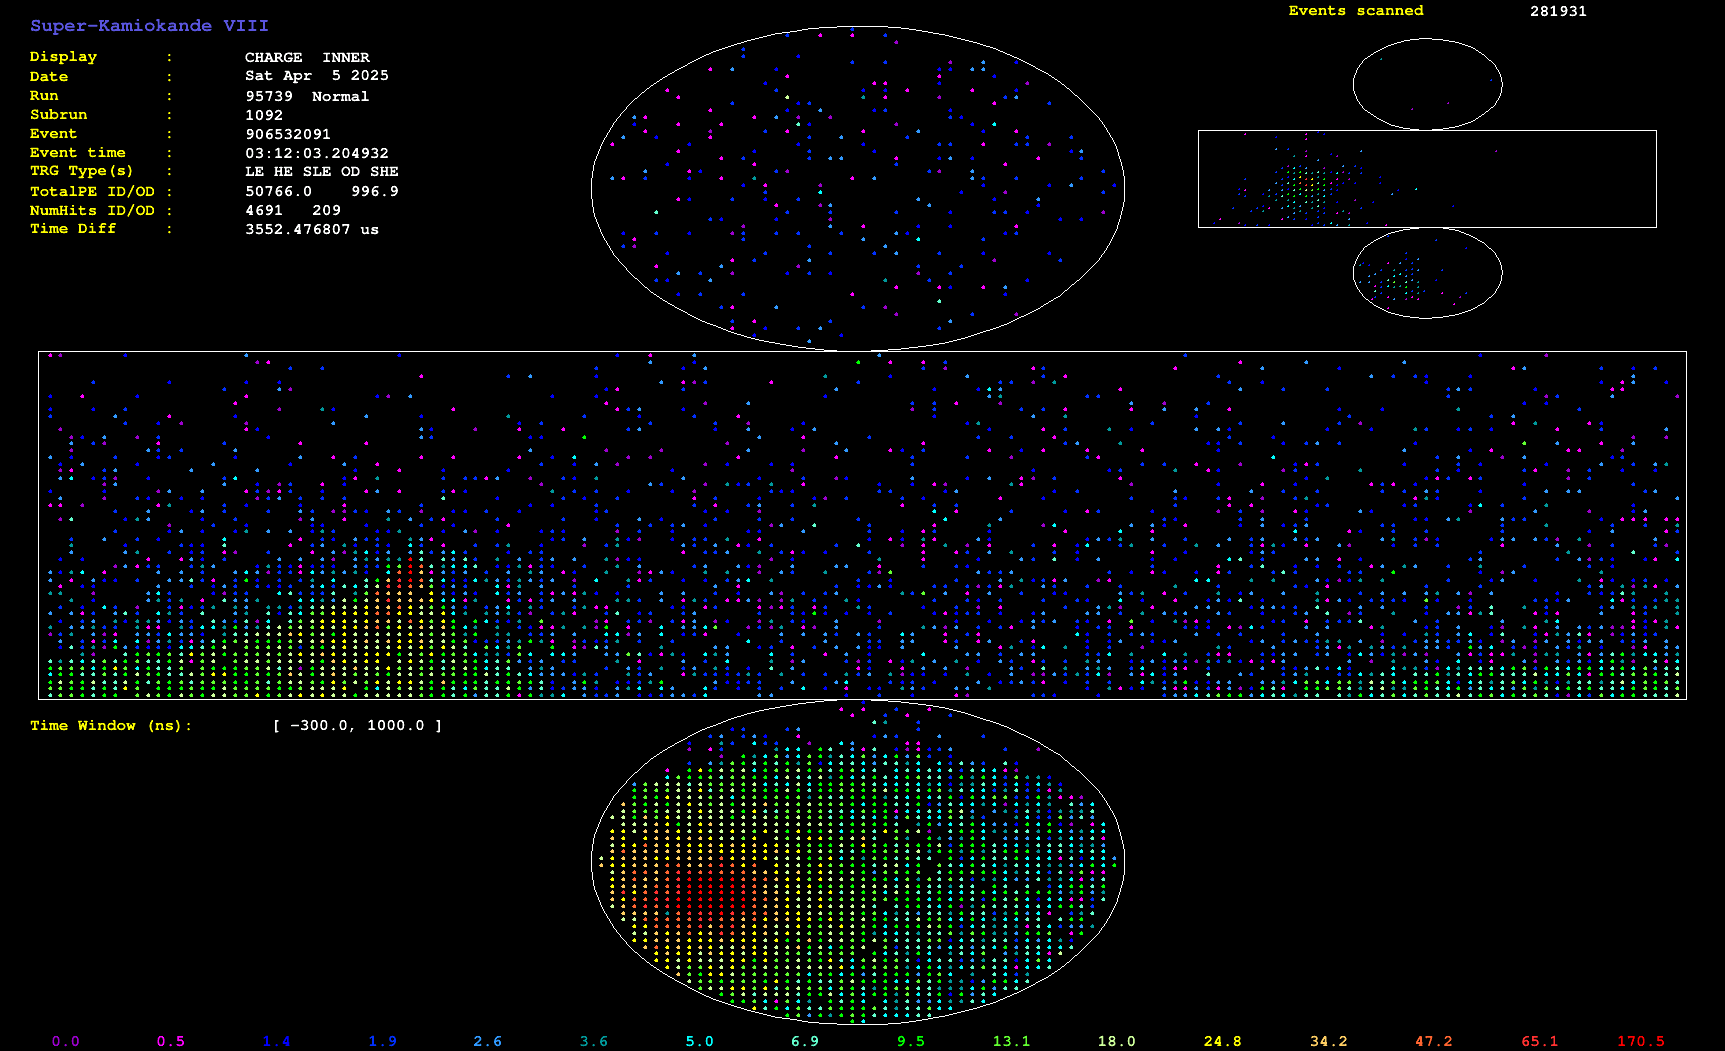 Super-Kamiokande VIII
Display : CHARGE INNER
Date : Sat Apr 5 2025
Run : 95739 Normal
Subrun : 1092
Event : 906532091
Event time : 03:12:03.204932
TRG Type(s) : LE HE SLE OD SHE
TotalPE ID/OD : 50766.0 996.9
NumHits ID/OD : 4691 209
Time Diff : 3552.476807 us
Events scanned 281931
Time Window (ns): [ -300.0, 1000.0 ]
0.0 0.5 1.4 1.9 2.6 3.6 5.0 6.9 9.5 13.1 18.0 24.8 34.2 47.2 65.1 170.5